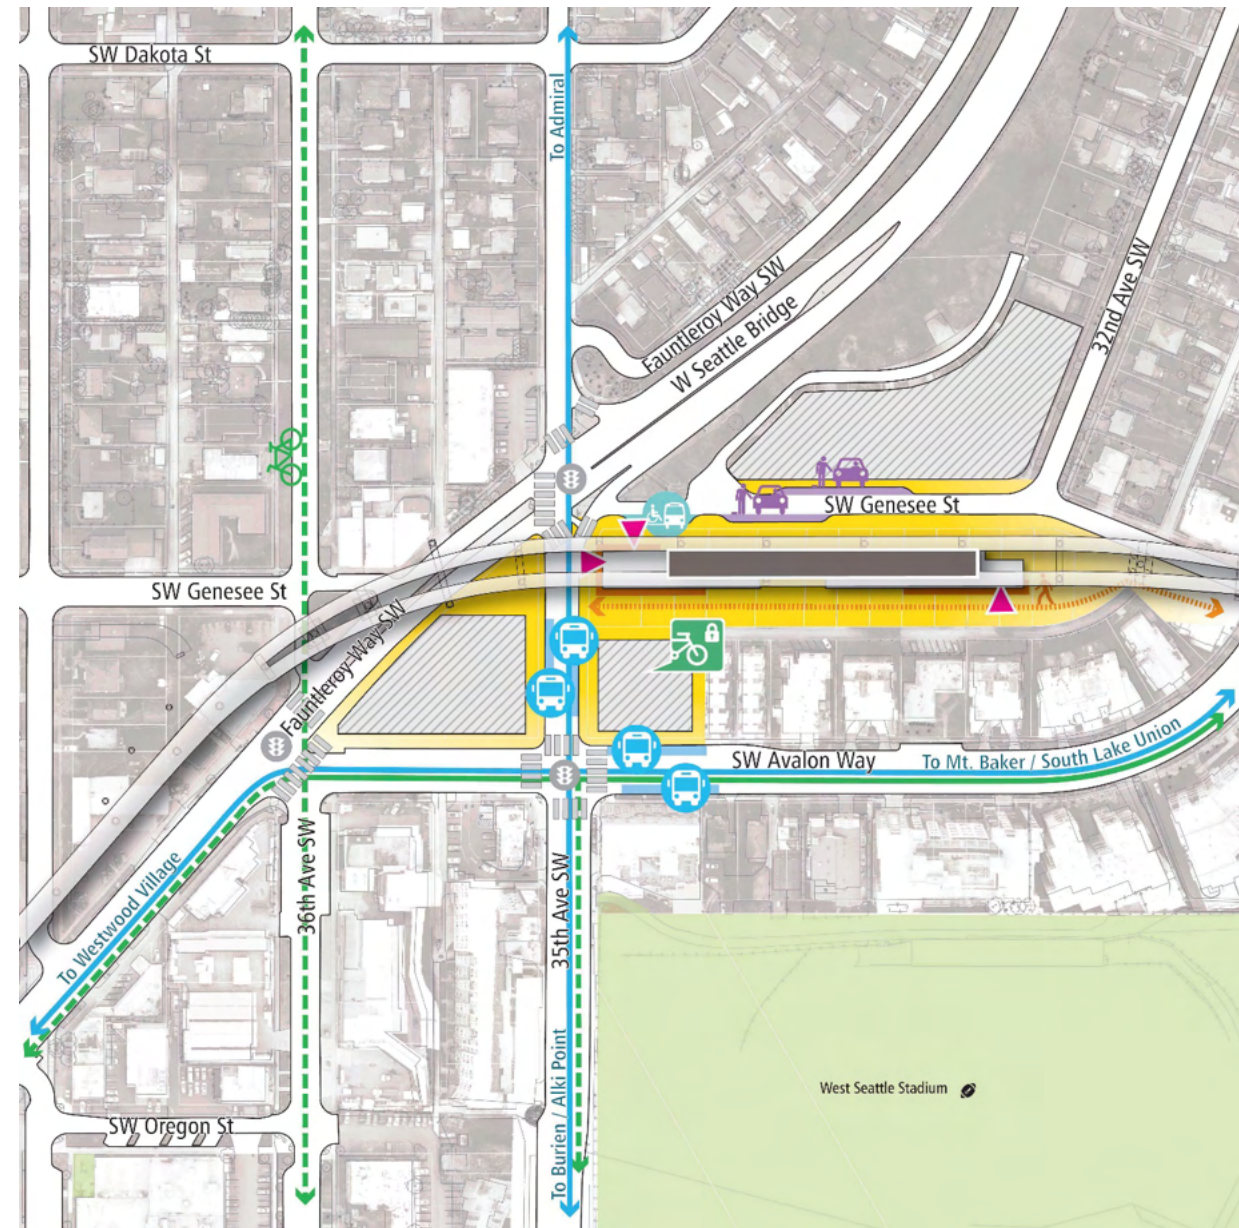 SW Dakota St
To Admiral
Fauntleroy Way SW
W Seattle Bridge
32nd Ave SW
SW Genesee St
SW Genesee St
Fauntleroy Way SW
SW Avalon Way
To Mt. Baker / South Lake Union
To Westwood Village
36th Ave SW
35th Ave SW
To Burien / Alki Point
West Seattle Stadium
SW Oregon St